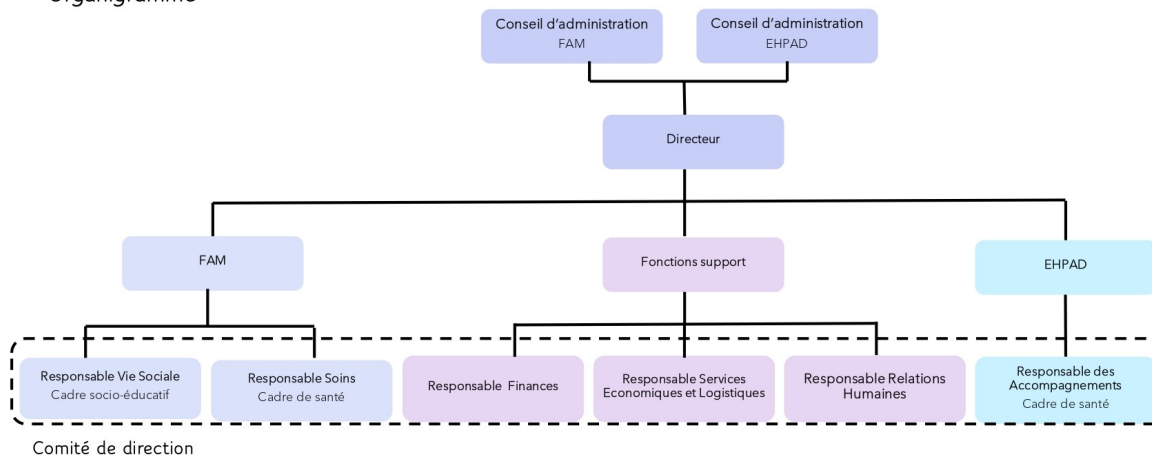 Organigramme
Conseil d'administration
FAM
Conseil d'administration
EHPAD
Directeur
FAM
Fonctions support
EHPAD
Responsable Vie Sociale
Cadre socio-éducatif
Responsable Soins
Cadre de santé
Responsable Finances
Responsable Services
Economiques et Logistiques
Responsable Relations
Humaines
Responsable des
Accompagnements
Cadre de santé
Comité de direction